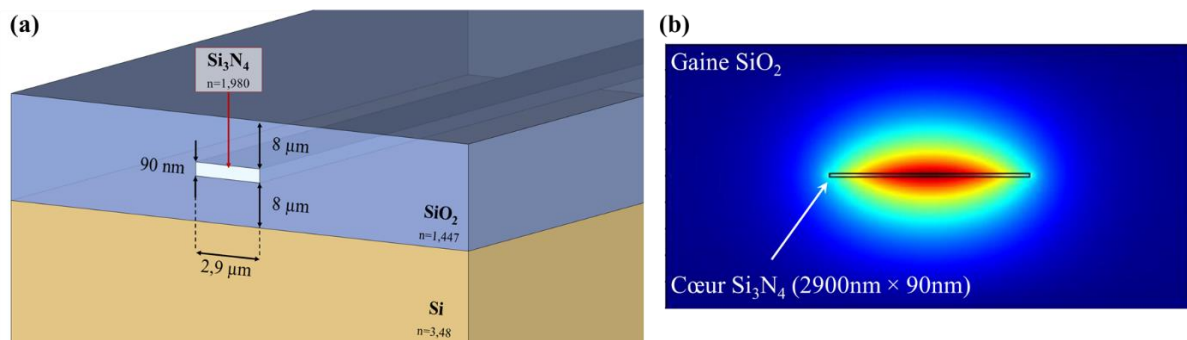 (a)
Si₃N₄
n=1,980
8 µm
90 nm
8 µm
SiO₂
n=1,447
2,9 µm
Si
n=3,48
(b)
Gaine SiO₂
Cœur Si₃N₄ (2900nm × 90nm)